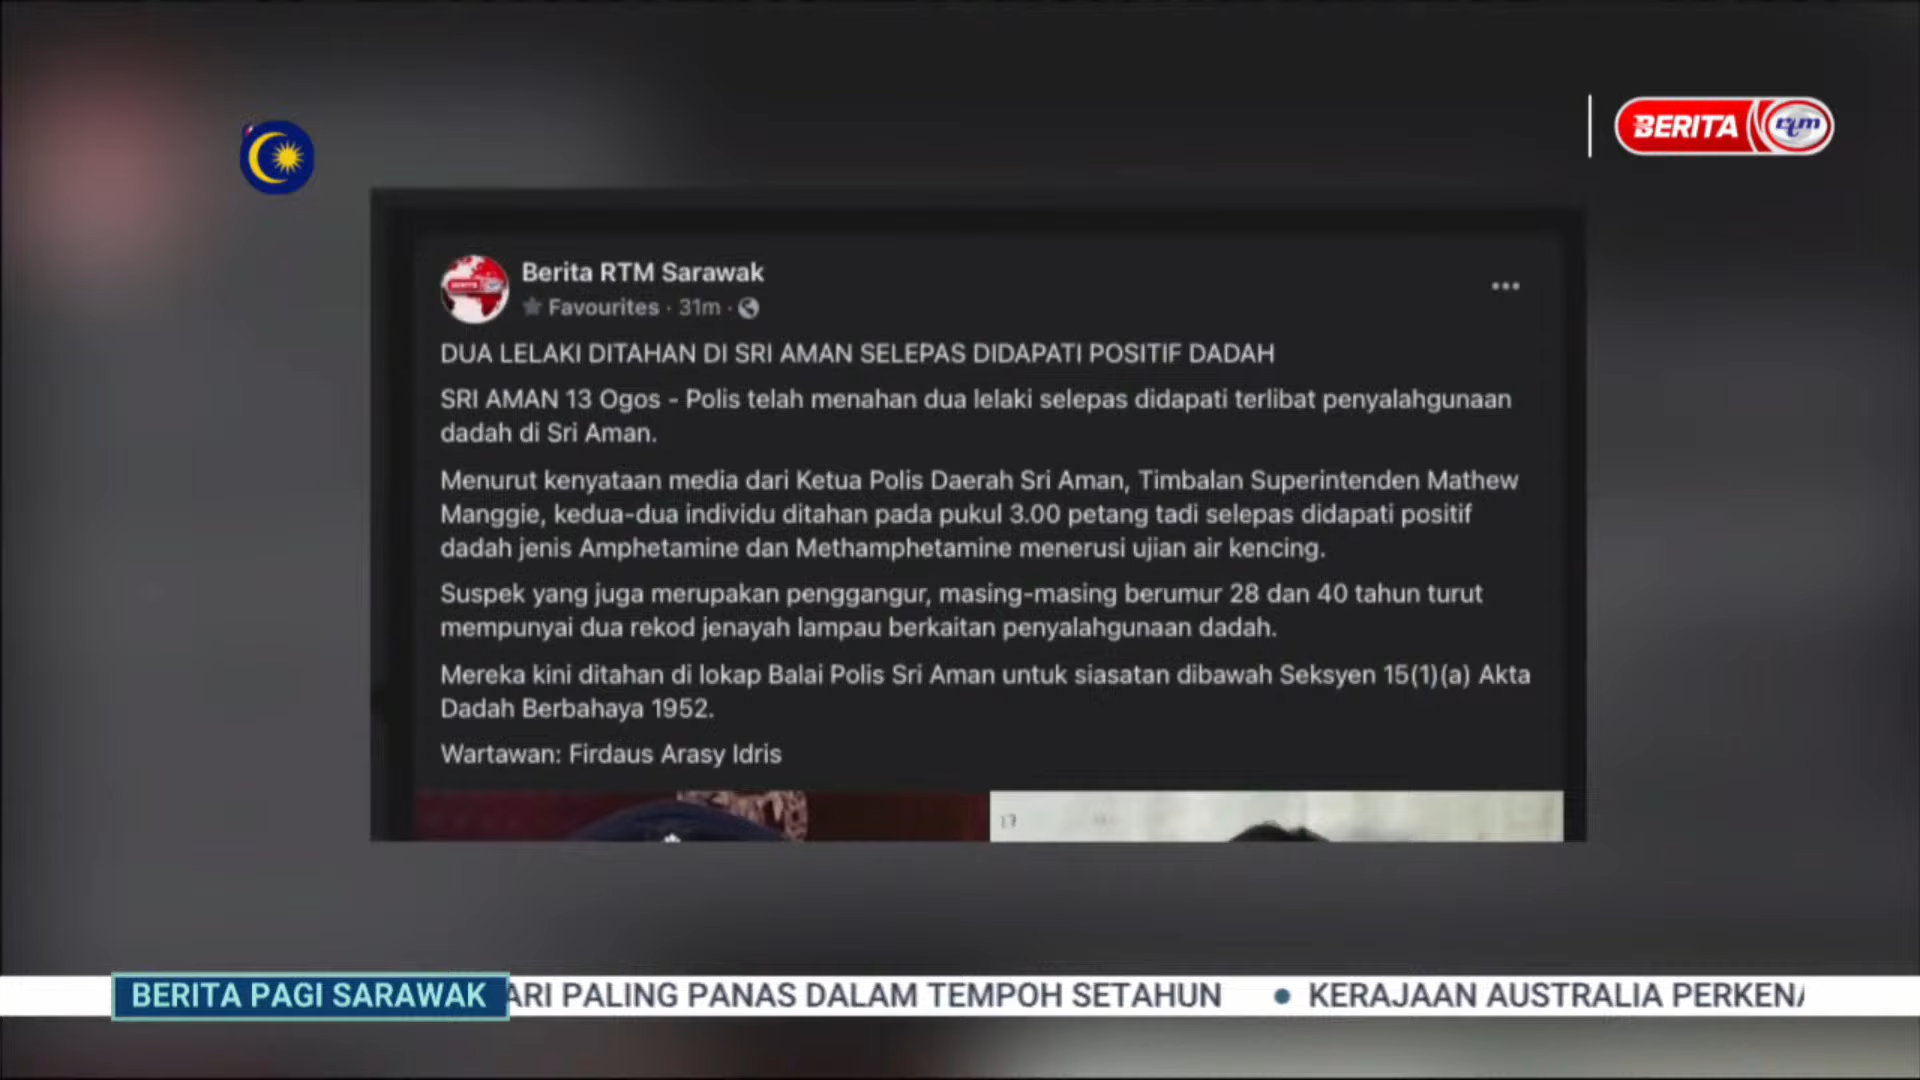 BERITA rtm
Berita RTM Sarawak
Favourites · 31m ·
DUA LELAKI DITAHAN DI SRI AMAN SELEPAS DIDAPATI POSITIF DADAH
SRI AMAN 13 Ogos - Polis telah menahan dua lelaki selepas didapati terlibat penyalahgunaan
dadah di Sri Aman.
Menurut kenyataan media dari Ketua Polis Daerah Sri Aman, Timbalan Superintenden Mathew
Manggie, kedua-dua individu ditahan pada pukul 3.00 petang tadi selepas didapati positif
dadah jenis Amphetamine dan Methamphetamine menerusi ujian air kencing.
Suspek yang juga merupakan penggangur, masing-masing berumur 28 dan 40 tahun turut
mempunyai dua rekod jenayah lampau berkaitan penyalahgunaan dadah.
Mereka kini ditahan di lokap Balai Polis Sri Aman untuk siasatan dibawah Seksyen 15(1)(a) Akta
Dadah Berbahaya 1952.
Wartawan: Firdaus Arasy Idris
17
BERITA PAGI SARAWAK ARI PALING PANAS DALAM TEMPOH SETAHUN • KERAJAAN AUSTRALIA PERKENA